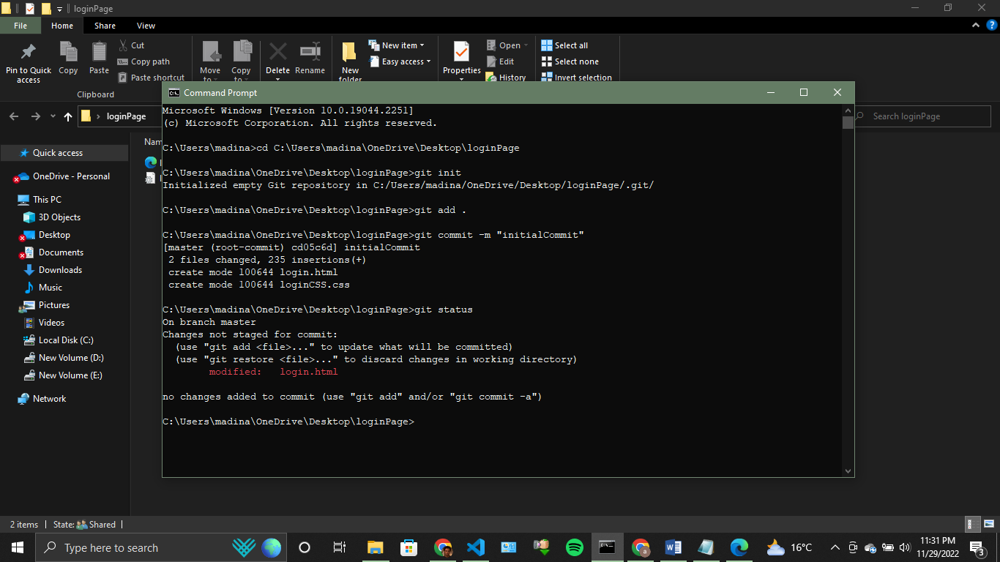 loginPage
File Home Share View
Pin to Quick access
Copy
Paste
Cut
Copy path
Paste shortcut
Clipboard
Move to
Copy to
Delete
Rename
New folder
New item
Easy access
Properties
Open
Edit
History
Select all
Select none
Invert selection
loginPage
Search loginPage
Quick access
OneDrive - Personal
This PC
3D Objects
Desktop
Documents
Downloads
Music
Pictures
Videos
Local Disk (C:)
New Volume (D:)
New Volume (E:)
Network
Nam
Command Prompt
Microsoft Windows [Version 10.0.19044.2251]
(c) Microsoft Corporation. All rights reserved.
C:\Users\madina>cd C:\Users\madina\OneDrive\Desktop\loginPage
C:\Users\madina\OneDrive\Desktop\loginPage>git init
Initialized empty Git repository in C:/Users/madina/OneDrive/Desktop/loginPage/.git/
C:\Users\madina\OneDrive\Desktop\loginPage>git add .
C:\Users\madina\OneDrive\Desktop\loginPage>git commit -m "initialCommit"
[master (root-commit) cd05c6d] initialCommit
2 files changed, 235 insertions(+)
create mode 100644 login.html
create mode 100644 loginCSS.css
C:\Users\madina\OneDrive\Desktop\loginPage>git status
On branch master
Changes not staged for commit:
(use "git add <file>..." to update what will be committed)
(use "git restore <file>..." to discard changes in working directory)
modified: login.html
no changes added to commit (use "git add" and/or "git commit -a")
C:\Users\madina\OneDrive\Desktop\loginPage>
2 items State: Shared
Type here to search
16°C
11:31 PM
11/29/2022
3